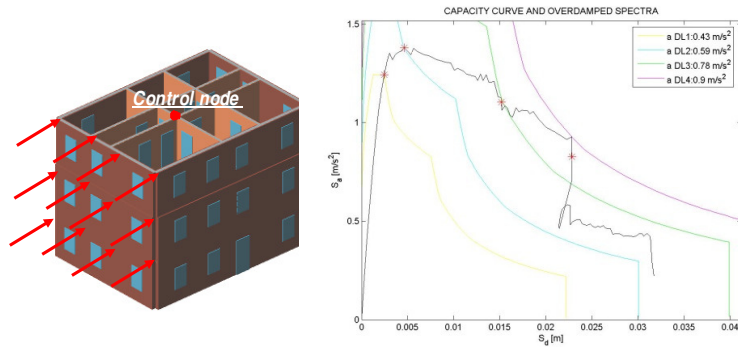 Control node
CAPACITY CURVE AND OVERDAMPED SPECTRA
a DL1:0.43 m/s²
a DL2:0.59 m/s²
a DL3:0.78 m/s²
a DL4:0.9 m/s²
1.5
1
0.5
0
Sa [m/s²]
0 0.005 0.01 0.015 0.02 0.025 0.03 0.035 0.04
Sd [m]